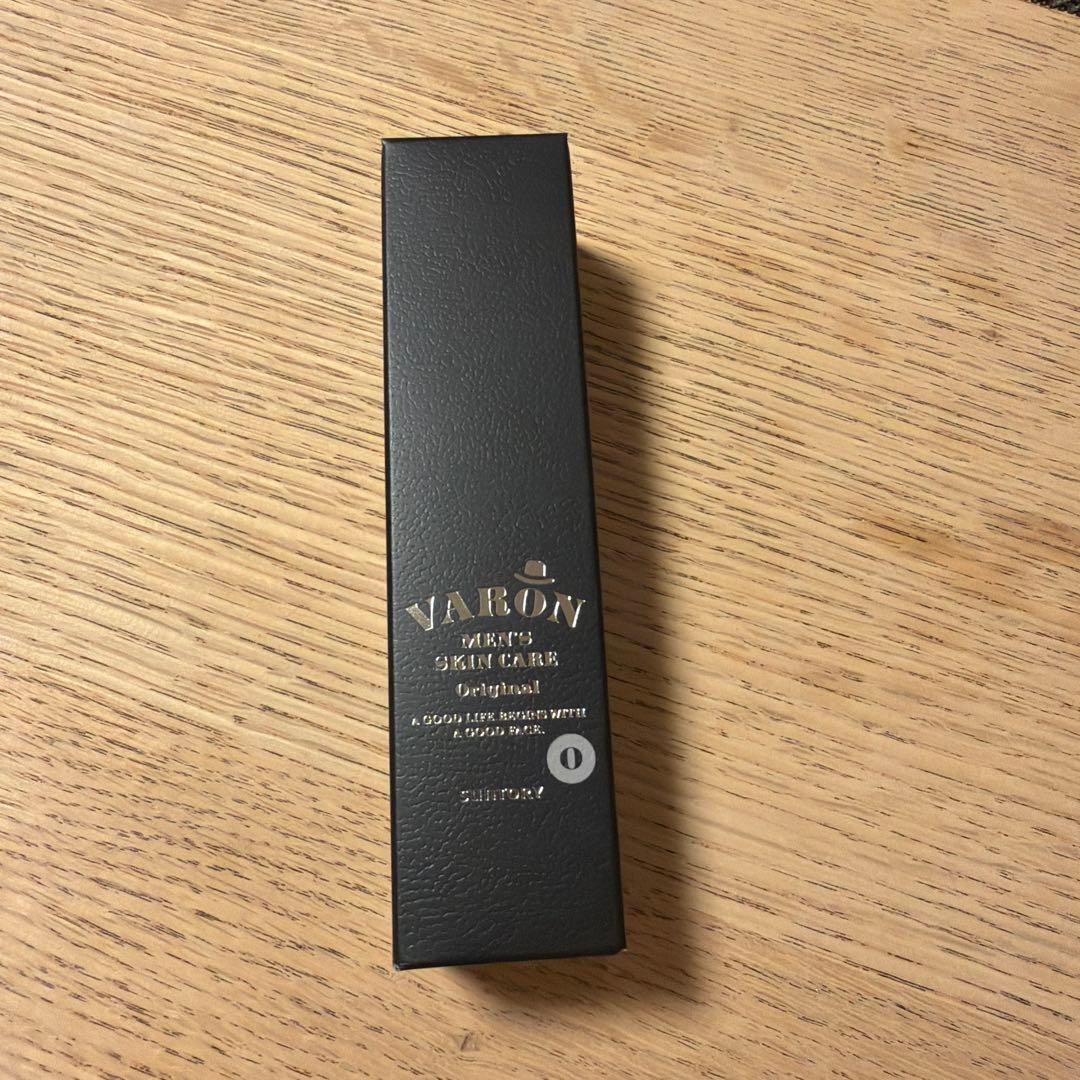 VARON
MEN'S
SKIN CARE
Original
A GOOD LIFE BEGINS WITH
A GOOD FACE.
O
SUNTORY